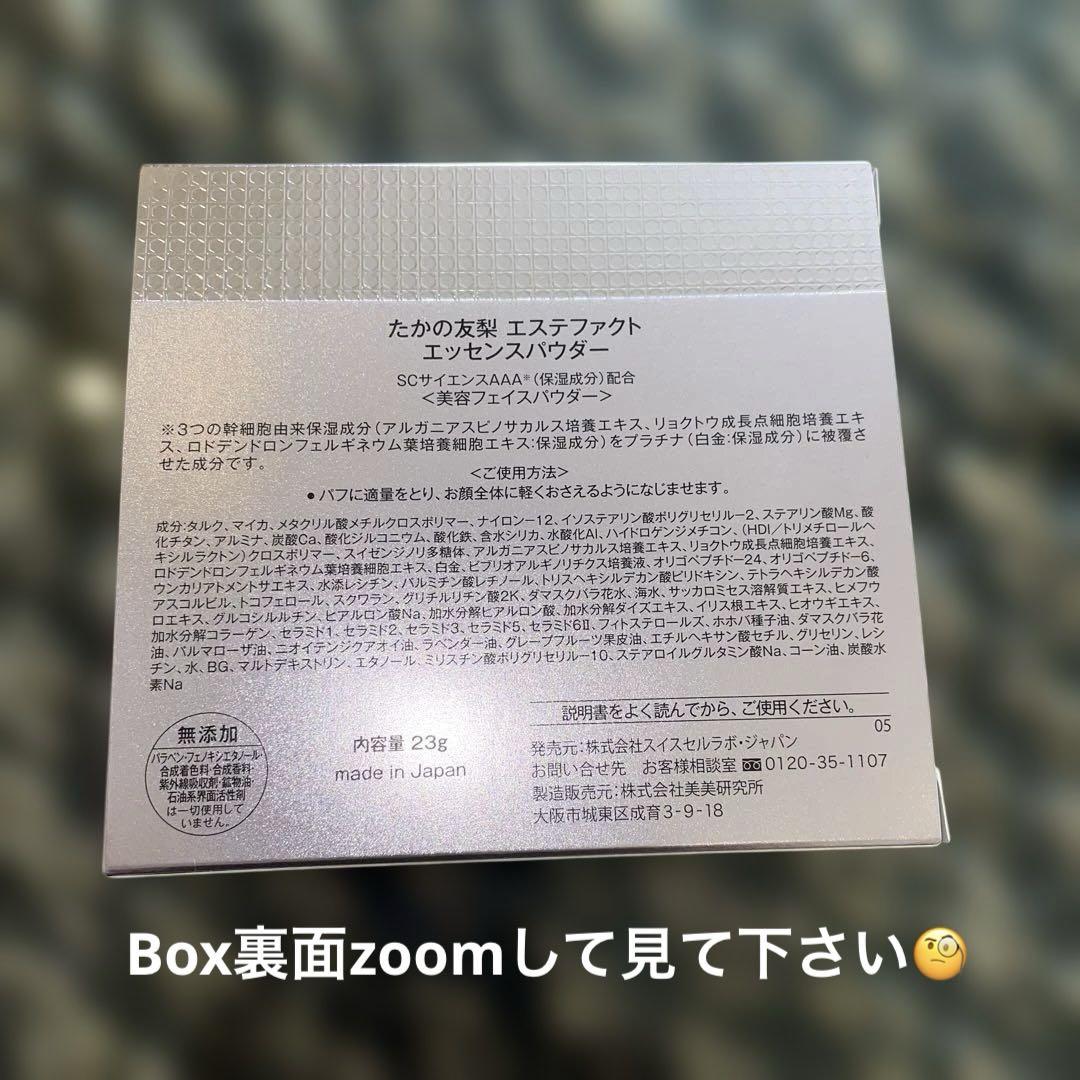 たかの友梨 エステファクト
エッセンスパウダー
SCサイエンスAAA※(保湿成分)配合
＜美容フェイスパウダー＞
※3つの幹細胞由来保湿成分(アルガニアスピノサカルス培養エキス、リョクトウ成長点細胞培養エキ
ス、ロドデンドロンフェルギネウム葉培養細胞エキス:保湿成分)をプラチナ(白金:保湿成分)に被覆さ
せた成分です。
＜ご使用方法＞
●パフに適量をとり、お顔全体に軽くおさえるようになじませます。
成分:タルク、マイカ、メタクリル酸メチルクロスポリマー、ナイロン-12、イソステアリン酸ポリグリセリル-2、ステアリン酸Mg、酸
化チタン、アルミナ、炭酸Ca、酸化ジルコニウム、酸化鉄、含水シリカ、水酸化Al、ハイドロゲンジメチコン、(HDI/トリメチロールヘ
キシルラクトン)クロスポリマー、スイゼンジノリ多糖体、アルガニアスピノサカルス培養エキス、リョクトウ成長点細胞培養エキス、
ロドデンドロンフェルギネウム葉培養細胞エキス、白金、ビブリオアルギノリチクス培養液、オリゴペプチド-24、オリゴペプチド-6、
ウンカリアトメントサエキス、水添レシチン、パルミチン酸レチノール、トリスヘキシルデカン酸ピリドキシン、テトラヘキシルデカン酸
アスコルビル、トコフェロール、スクワラン、グリチルリチン酸2K、ダマスクバラ花水、海水、サッカロミセス溶解質エキス、ヒメフウ
ロエキス、グルコシルルチン、ヒアルロン酸Na、加水分解ヒアルロン酸、加水分解ダイズエキス、イリス根エキス、ヒオウギエキス、
加水分解コラーゲン、セラミド1、セラミド2、セラミド3、セラミド5、セラミド6Ⅱ、フィトステロールズ、ホホバ種子油、ダマスクバラ花
油、パルマローザ油、ニオイテンジクアオイ油、ラベンダー油、グレープフルーツ果皮油、エチルヘキサン酸セチル、グリセリン、レシ
チン、水、BG、マルトデキストリン、エタノール、ミリスチン酸ポリグリセリル-10、ステアロイルグルタミン酸Na、コーン油、炭酸水
素Na
無添加
パラベン・フェノキシエタノール・
合成着色料・合成香料・
紫外線吸収剤・鉱物油・
石油系界面活性剤
は一切使用して
いません。
内容量 23g
made in Japan
説明書をよく読んでから、ご使用ください。
05
発売元:株式会社スイスセルラボ・ジャパン
お問い合せ先 お客様相談室 0120-35-1107
製造販売元:株式会社美美研究所
大阪市城東区成育3-9-18
Box裏面zoomして見て下さい🧐